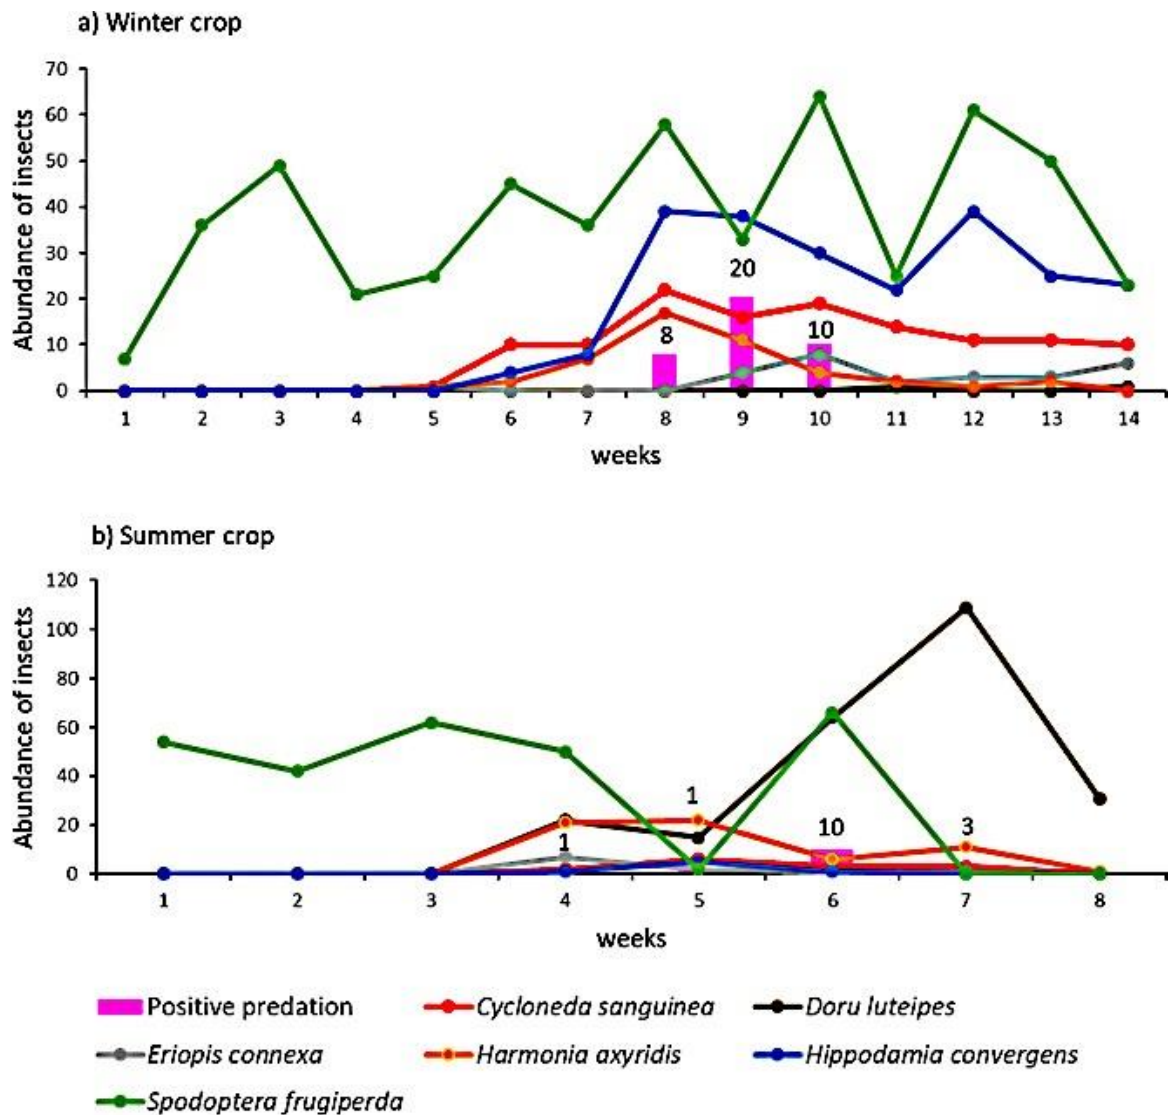 a) Winter crop
70
60
50
40
30
20
10
0
Abundance of insects
8
20
10
1 2 3 4 5 6 7 8 9 10 11 12 13 14
weeks
b) Summer crop
120
100
80
60
40
20
0
Abundance of insects
1
1
10
3
1 2 3 4 5 6 7 8
weeks
Positive predation Cycloneda sanguinea Doru luteipes
Eriopis connexa Harmonia axyridis Hippodamia convergens
Spodoptera frugiperda